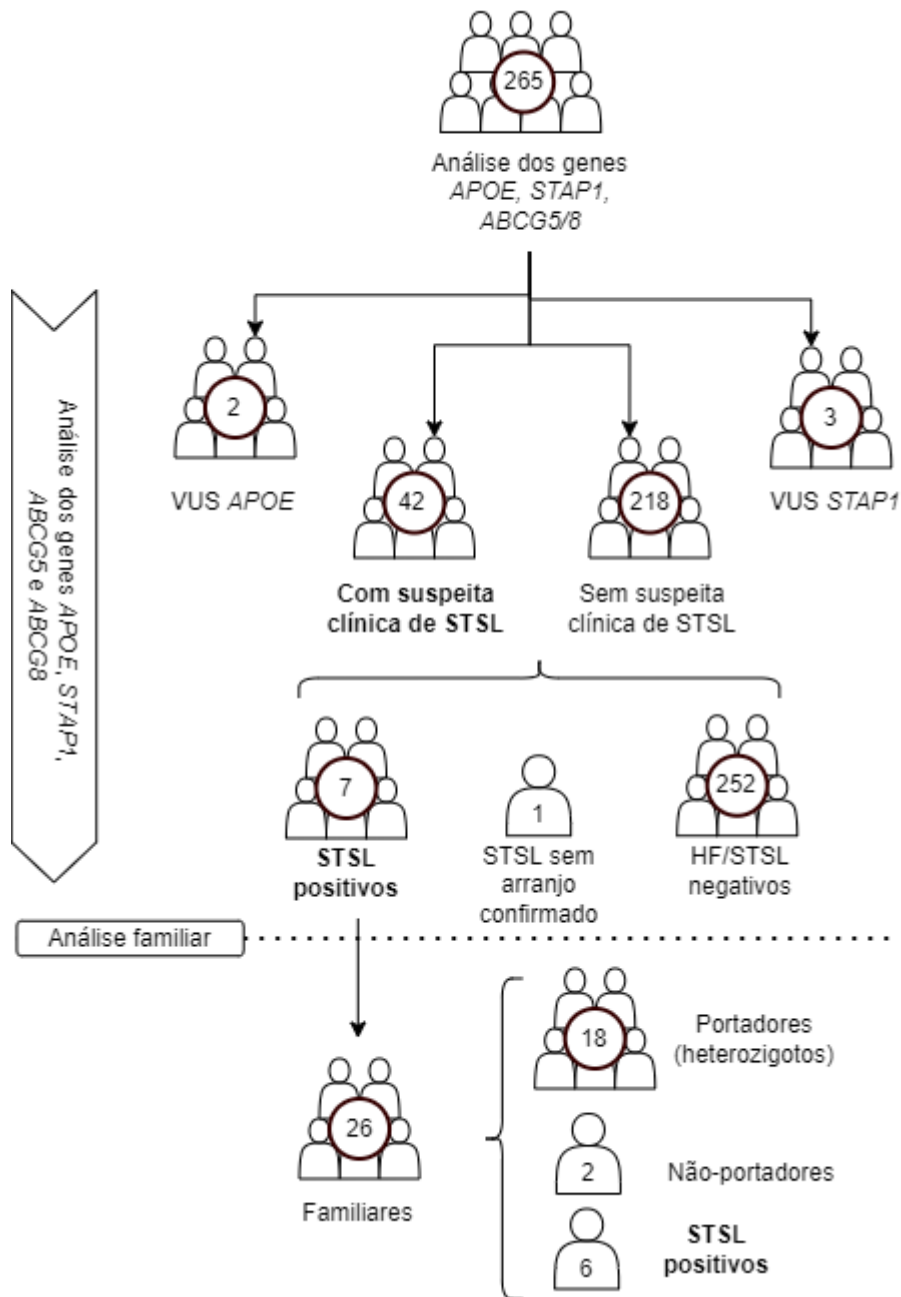 265
Análise dos genes
APOE, STAP1,
ABCG5/8
Análise dos genes APOE, STAP1,
ABCG5 e ABCG8
2
VUS APOE
42
Com suspeita
clínica de STSL
218
Sem suspeita
clínica de STSL
3
VUS STAP1
7
STSL
positivos
1
STSL sem
arranjo
confirmado
252
HF/STSL
negativos
Análise familiar
26
Familiares
18
Portadores
(heterozigotos)
2
Não-portadores
6
STSL
positivos